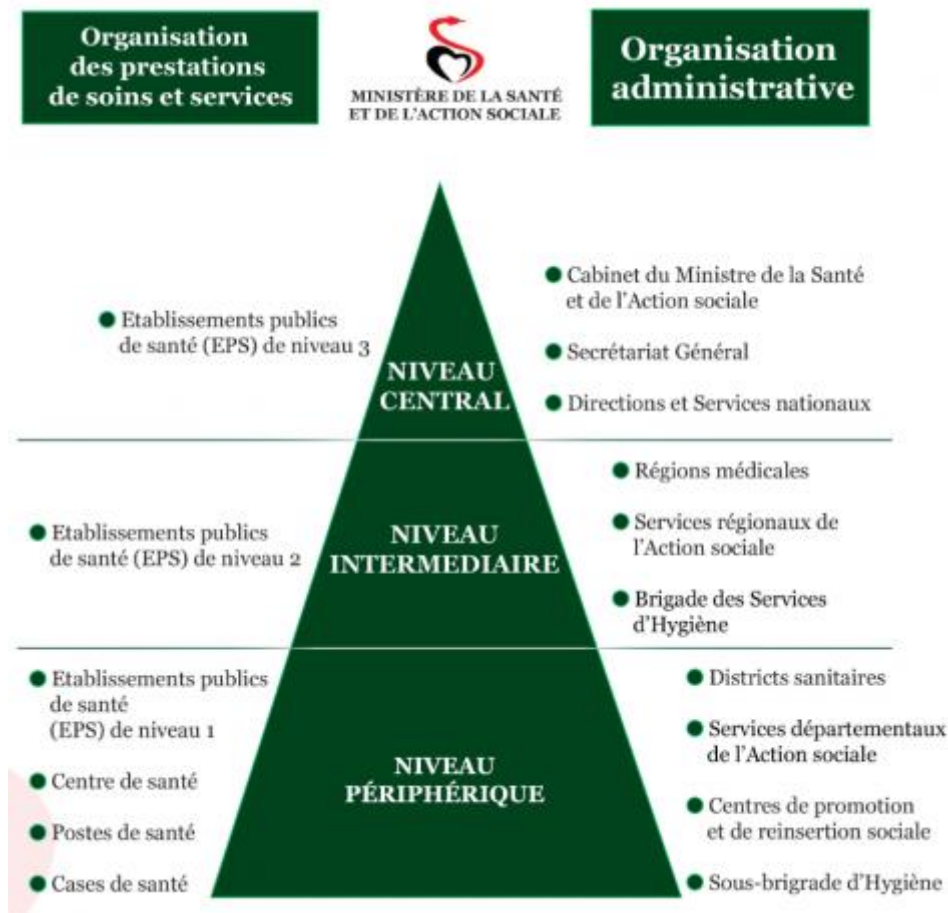 Organisation
des prestations
de soins et services
MINISTÈRE DE LA SANTÉ
ET DE L'ACTION SOCIALE
Organisation
administrative
Etablissements publics
de santé (EPS) de niveau 3
NIVEAU
CENTRAL
Cabinet du Ministre de la Santé
et de l'Action sociale
Secrétariat Général
Directions et Services nationaux
Etablissements publics
de santé (EPS) de niveau 2
NIVEAU
INTERMEDIAIRE
Régions médicales
Services régionaux de
l'Action sociale
Brigade des Services
d'Hygiène
Etablissements publics
de santé
(EPS) de niveau 1
Centre de santé
Postes de santé
Cases de santé
NIVEAU
PÉRIPHÉRIQUE
Districts sanitaires
Services départementaux
de l'Action sociale
Centres de promotion
et de reinsertion sociale
Sous-brigrade d'Hygiène